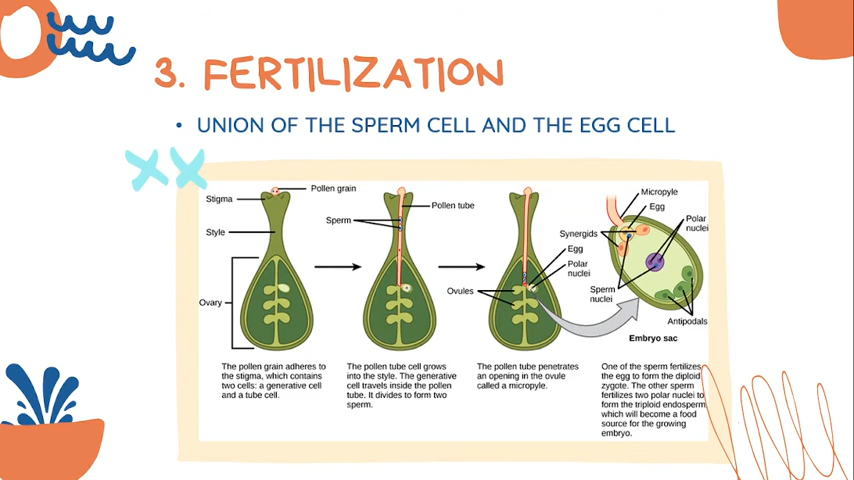 3. FERTILIZATION
• UNION OF THE SPERM CELL AND THE EGG CELL
Pollen grain
Stigma
Style
Ovary
Pollen tube
Sperm
Ovules
Egg
Polar
nuclei
Micropyle
Egg
Polar
nuclei
Synergids
Sperm
nuclei
Antipodals
Embryo sac
The pollen grain adheres to
the stigma, which contains
two cells: a generative cell
and a tube cell.
The pollen tube cell grows
into the style. The generative
cell travels inside the pollen
tube. It divides to form two
sperm.
The pollen tube penetrates
an opening in the ovule
called a micropyle.
One of the sperm fertilizes
the egg to form the diploid
zygote. The other sperm
fertilizes two polar nuclei to
form the triploid endosperm,
which will become a food
source for the growing
embryo.